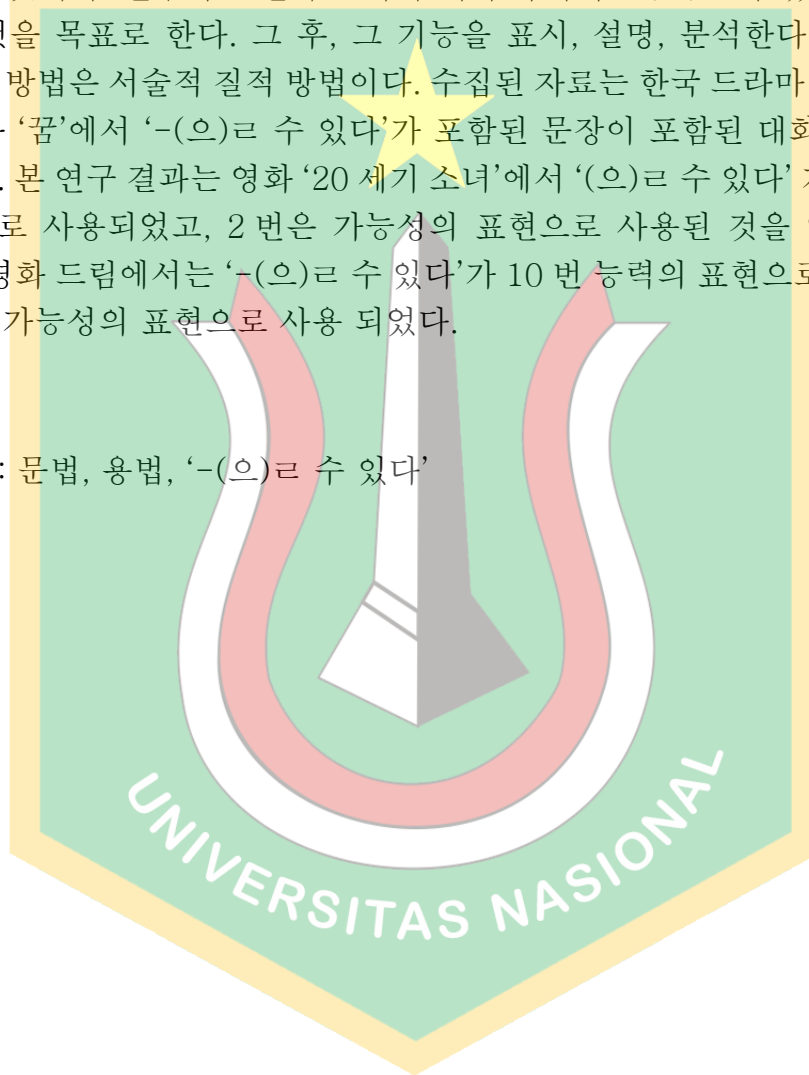 것을 목표로 한다. 그 후, 그 기능을 표시, 설명, 분석한다
방법은 서술적 질적 방법이다. 수집된 자료는 한국 드라마
‘꿈’에서 ‘-(으)ㄹ 수 있다’가 포함된 문장이 포함된 대화
. 본 연구 결과는 영화 ‘20 세기 소녀’에서 ‘(으)ㄹ 수 있다’
로 사용되었고, 2 번은 가능성의 표현으로 사용된 것을
영화 드림에서는 ‘-(으)ㄹ 수 있다’가 10 번 능력의 표현으로
가능성의 표현으로 사용 되었다.
: 문법, 용법, ‘-(으)ㄹ 수 있다’
UNIVERSITAS NASIONAL